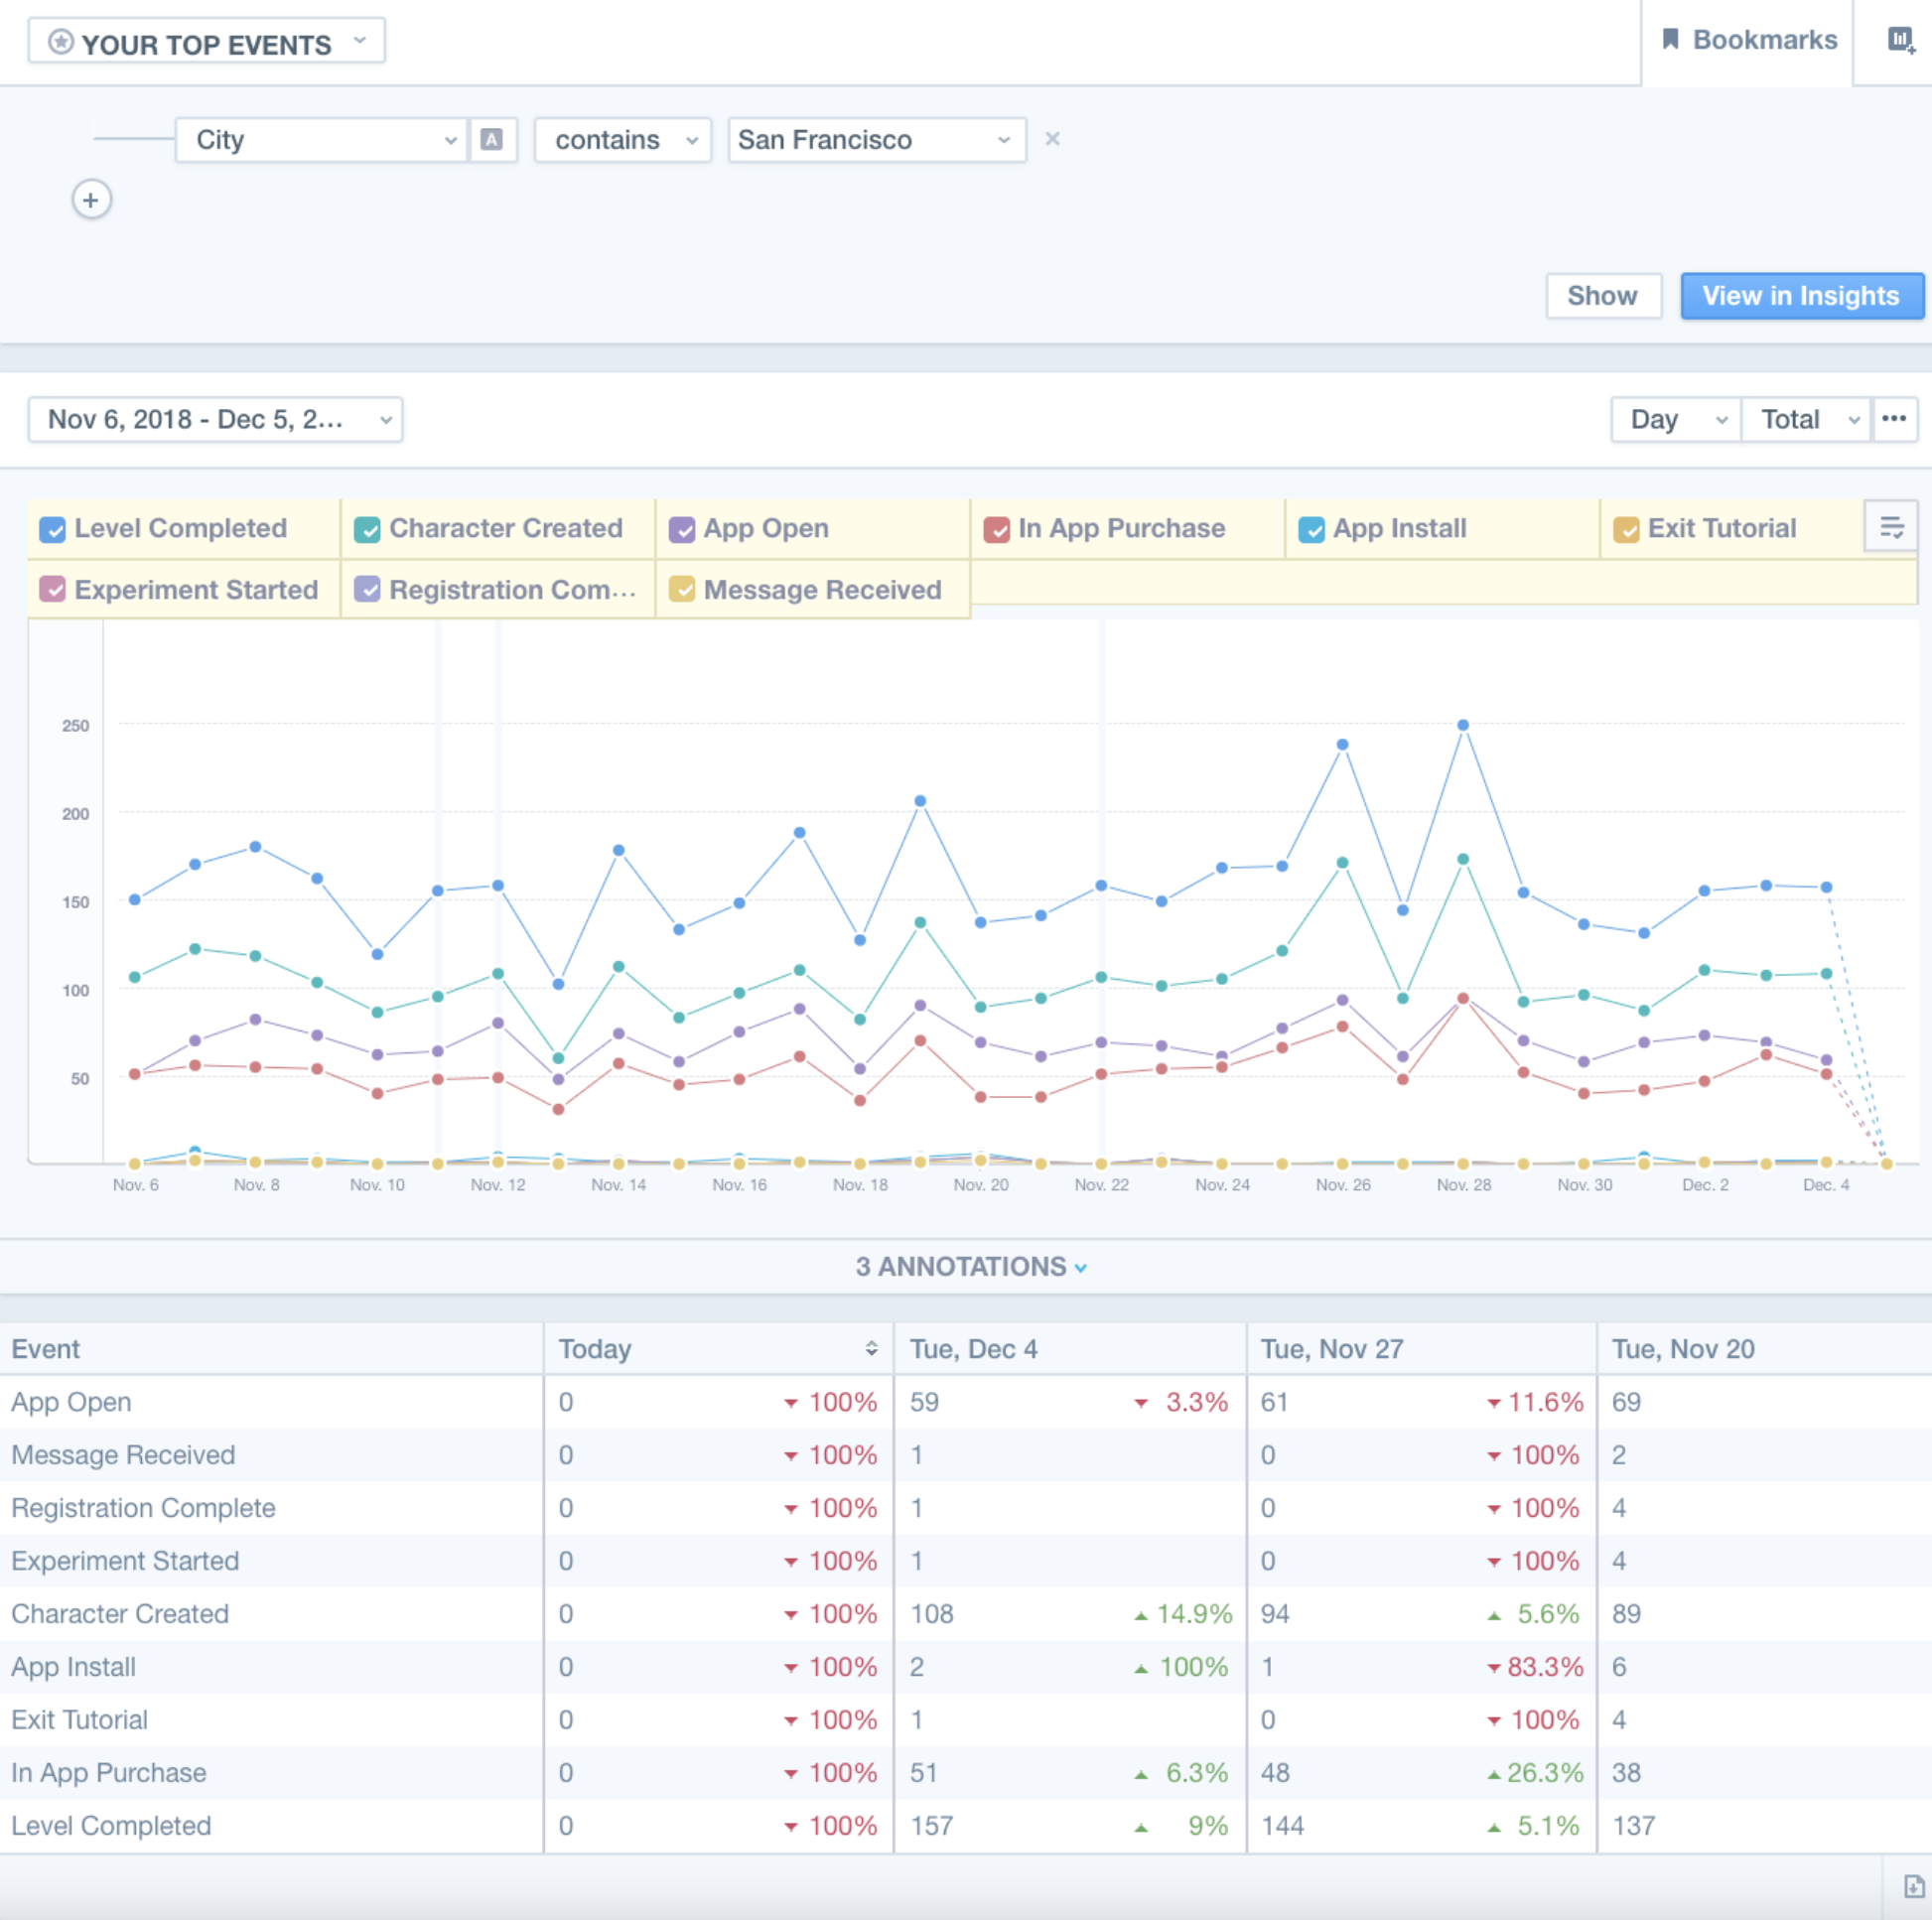 YOUR TOP EVENTS
Bookmarks
City A contains San Francisco ×
+
Show View in Insights
Nov 6, 2018 - Dec 5, 2... Day Total •••
Level Completed Character Created App Open In App Purchase App Install Exit Tutorial
Experiment Started Registration Com... Message Received
250
200
150
100
50
Nov. 6 Nov. 8 Nov. 10 Nov. 12 Nov. 14 Nov. 16 Nov. 18 Nov. 20 Nov. 22 Nov. 24 Nov. 26 Nov. 28 Nov. 30 Dec. 2 Dec. 4
3 ANNOTATIONS
Event Today Tue, Dec 4 Tue, Nov 27 Tue, Nov 20
App Open 0 ▼ 100% 59 ▼ 3.3% 61 ▼ 11.6% 69
Message Received 0 ▼ 100% 1 0 ▼ 100% 2
Registration Complete 0 ▼ 100% 1 0 ▼ 100% 4
Experiment Started 0 ▼ 100% 1 0 ▼ 100% 4
Character Created 0 ▼ 100% 108 ▲ 14.9% 94 ▲ 5.6% 89
App Install 0 ▼ 100% 2 ▲ 100% 1 ▼ 83.3% 6
Exit Tutorial 0 ▼ 100% 1 0 ▼ 100% 4
In App Purchase 0 ▼ 100% 51 ▲ 6.3% 48 ▲ 26.3% 38
Level Completed 0 ▼ 100% 157 ▲ 9% 144 ▲ 5.1% 137